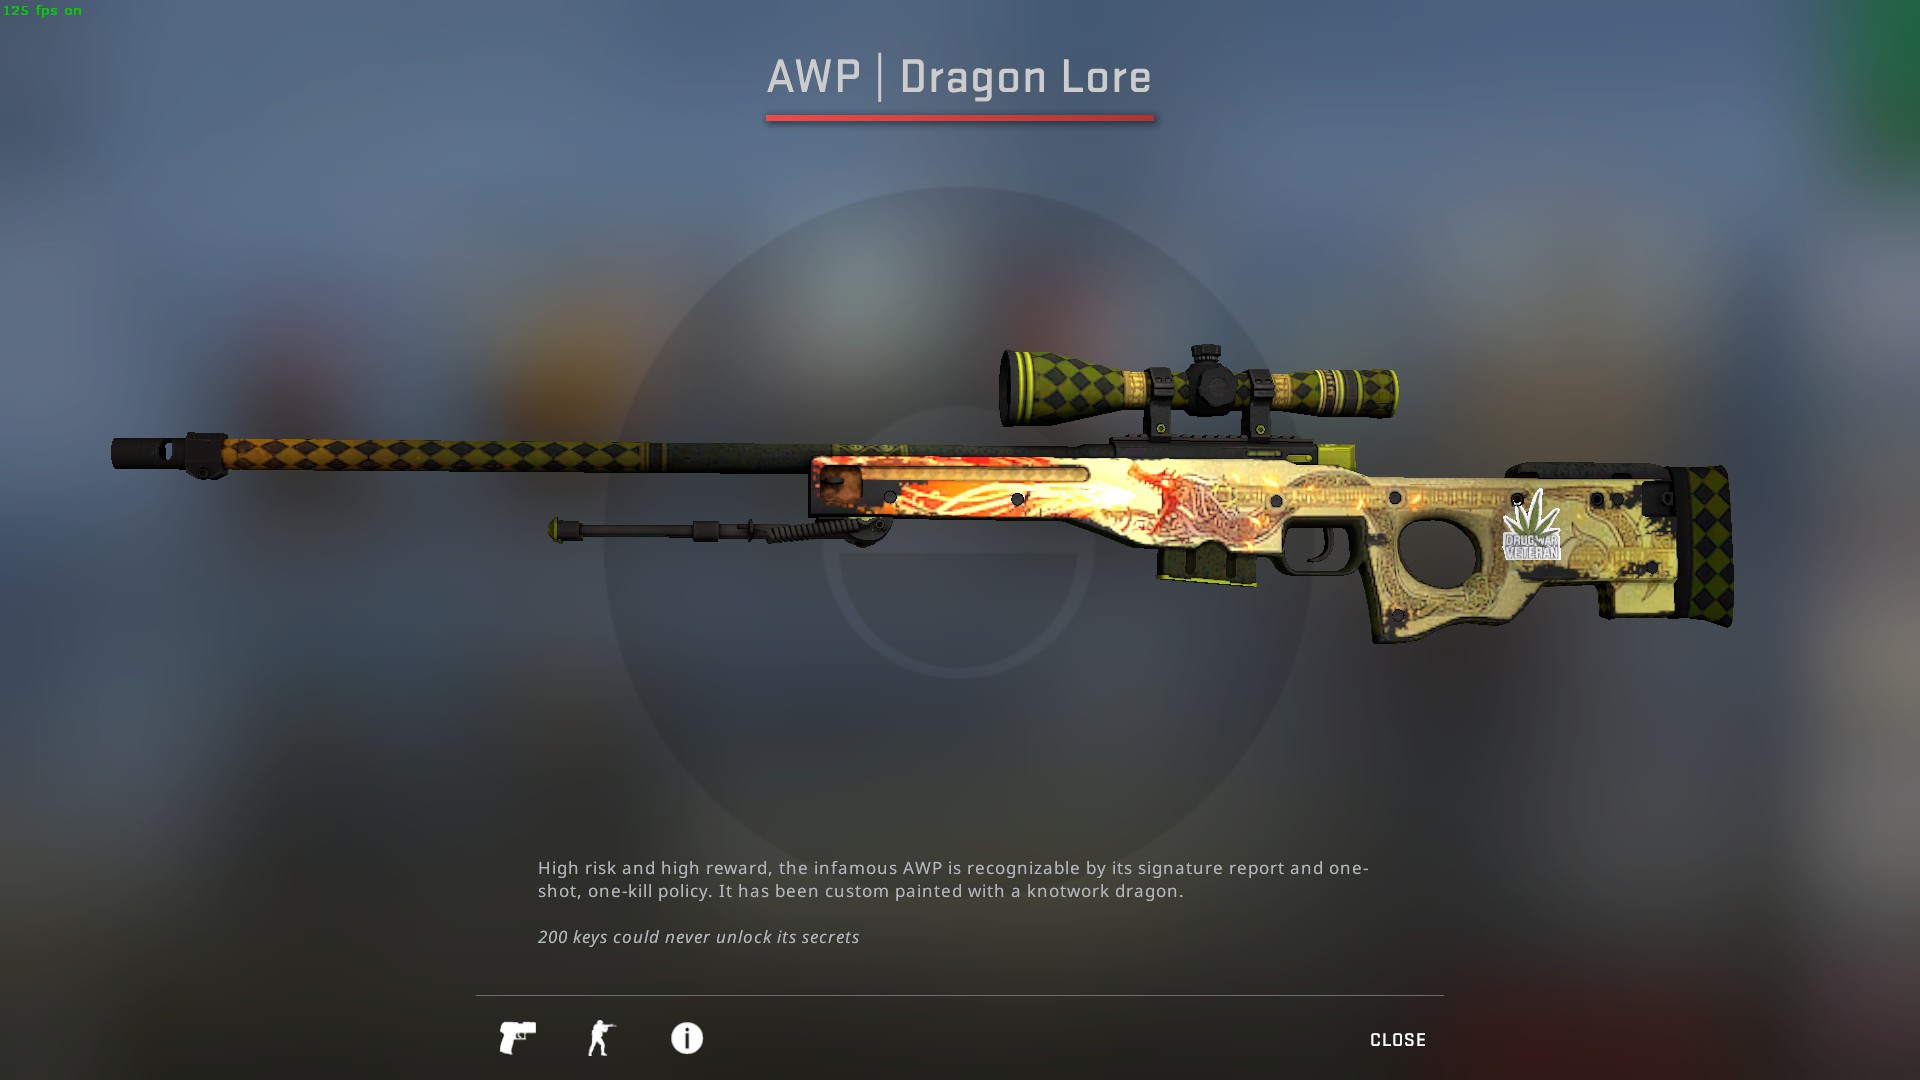 125 fps on
AWP | Dragon Lore
DRUG WAR
VETERAN
High risk and high reward, the infamous AWP is recognizable by its signature report and one-
shot, one-kill policy. It has been custom painted with a knotwork dragon.
200 keys could never unlock its secrets
CLOSE